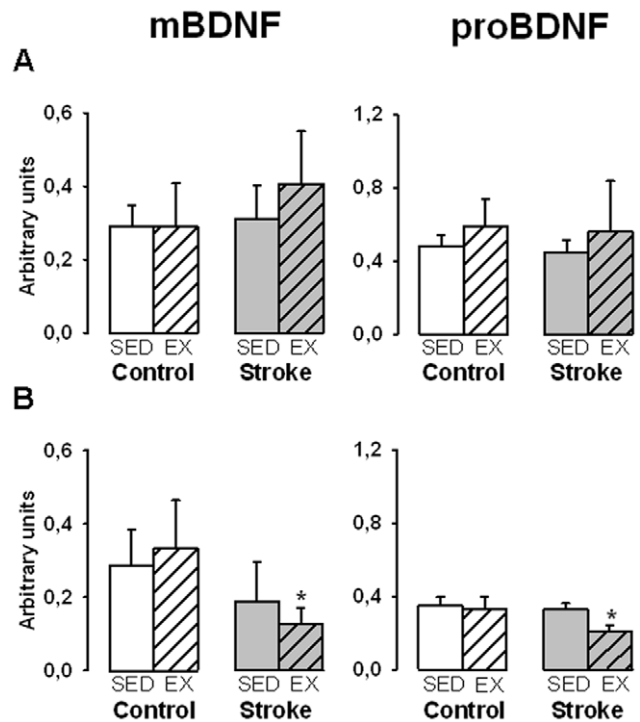 mBDNF proBDNF
A
Arbitrary units
0,6
0,4
0,2
0,0
SED EX SED EX
Control Stroke
1,2
0,8
0,4
0,0
SED EX SED EX
Control Stroke
B
Arbitrary units
0,6
0,4
0,2
0,0
*
SED EX SED EX
Control Stroke
1,2
0,8
0,4
0,0
*
SED EX SED EX
Control Stroke